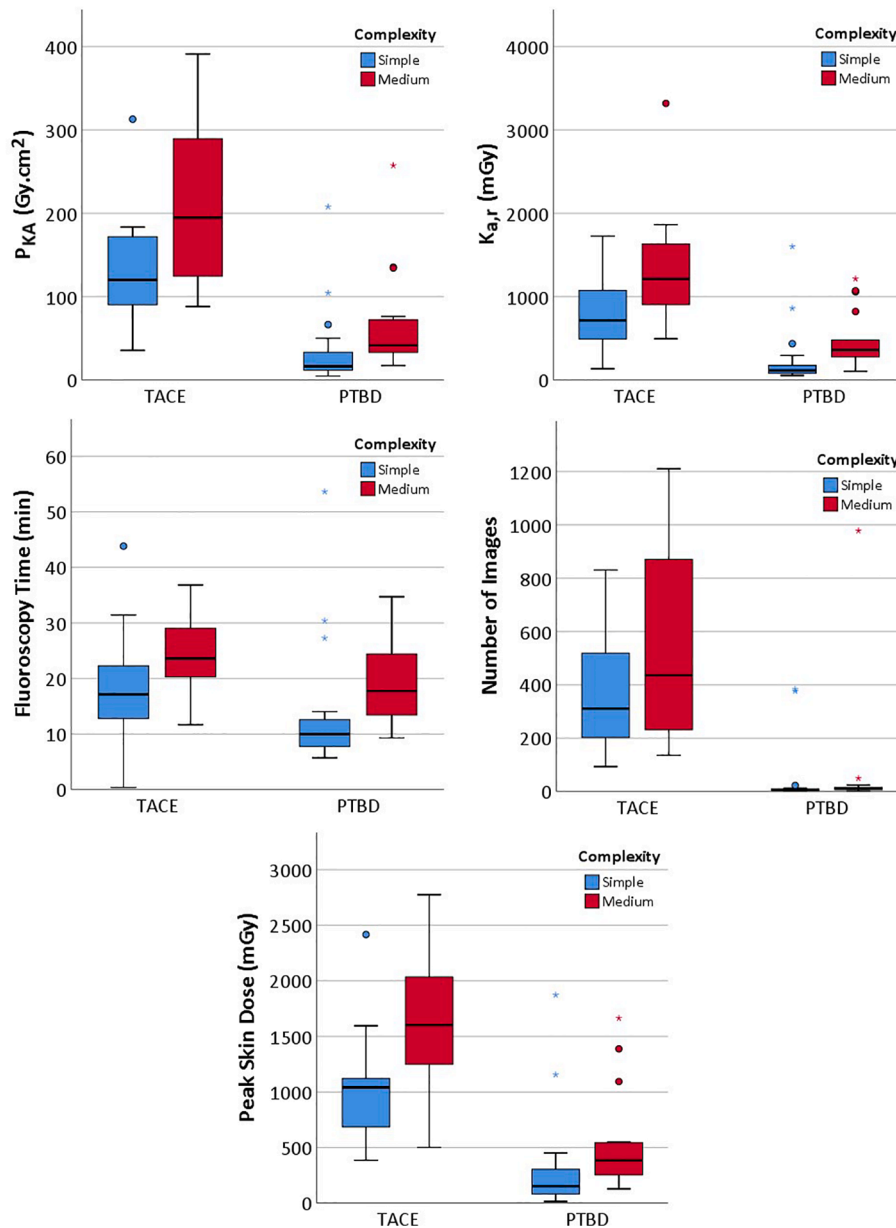 Complexity
Simple
Medium
P_KA (Gy.cm²)
400
300
200
100
0
TACE
PTBD
Complexity
Simple
Medium
K_a,r (mGy)
4000
3000
2000
1000
0
TACE
PTBD
Complexity
Simple
Medium
Fluoroscopy Time (min)
60
50
40
30
20
10
0
TACE
PTBD
Complexity
Simple
Medium
Number of Images
1200
1000
800
600
400
200
0
TACE
PTBD
Complexity
Simple
Medium
Peak Skin Dose (mGy)
3000
2500
2000
1500
1000
500
0
TACE
PTBD